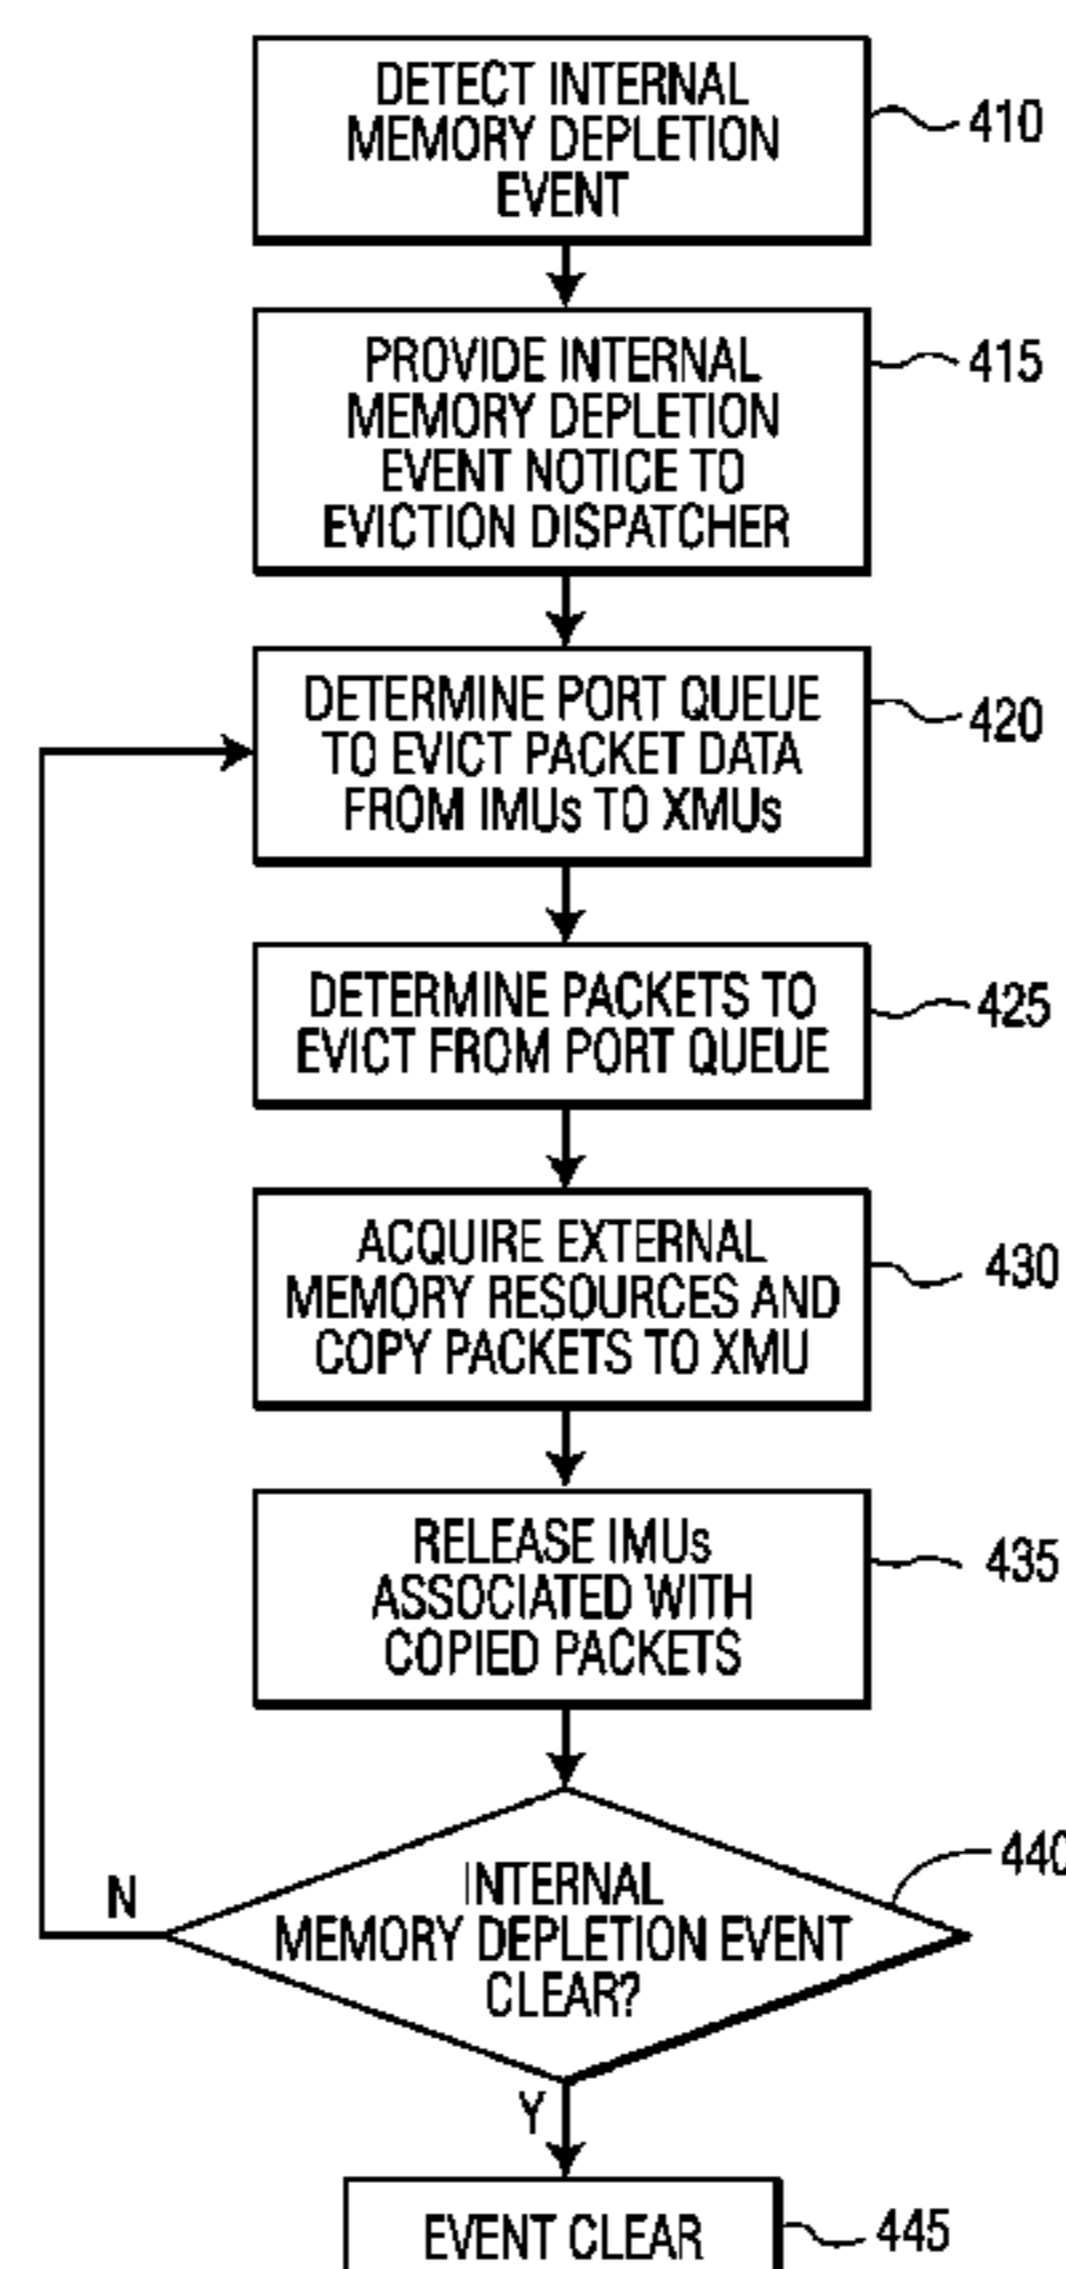 DETECT INTERNAL
MEMORY DEPLETION
EVENT
410
PROVIDE INTERNAL
MEMORY DEPLETION
EVENT NOTICE TO
EVICTION DISPATCHER
415
DETERMINE PORT QUEUE
TO EVICT PACKET DATA
FROM IMUs TO XMUs
420
DETERMINE PACKETS TO
EVICT FROM PORT QUEUE
425
ACQUIRE EXTERNAL
MEMORY RESOURCES AND
COPY PACKETS TO XMU
430
RELEASE IMUs
ASSOCIATED WITH
COPIED PACKETS
435
INTERNAL
MEMORY DEPLETION EVENT
CLEAR?
440
N
Y
EVENT CLEAR
445